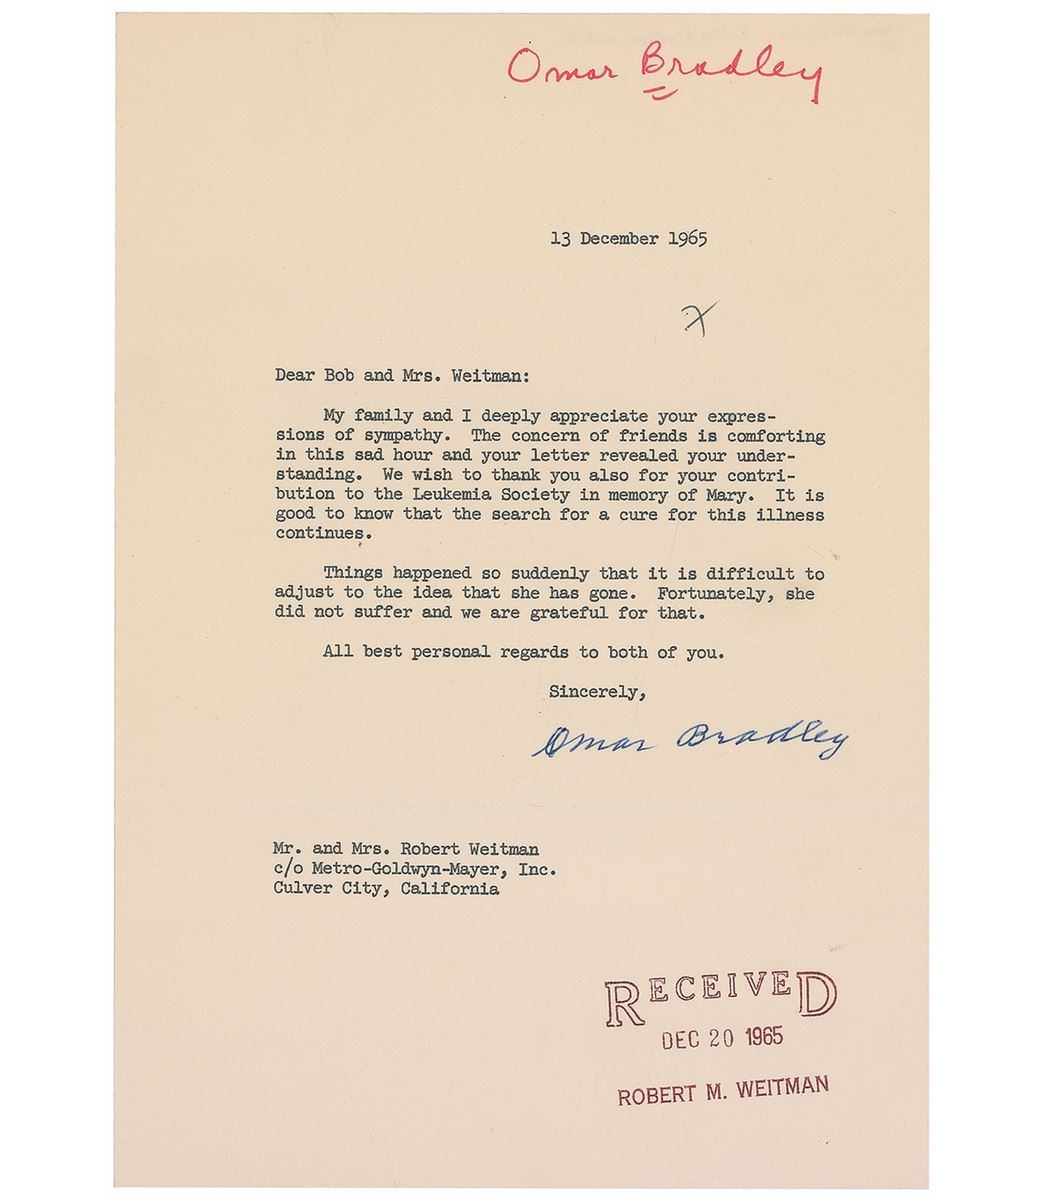 Omar Bradley
13 December 1965
Dear Bob and Mrs. Weitman:
My family and I deeply appreciate your expres-
sions of sympathy. The concern of friends is comforting
in this sad hour and your letter revealed your under-
standing. We wish to thank you also for your contri-
bution to the Leukemia Society in memory of Mary. It is
good to know that the search for a cure for this illness
continues.
Things happened so suddenly that it is difficult to
adjust to the idea that she has gone. Fortunately, she
did not suffer and we are grateful for that.
All best personal regards to both of you.
Sincerely,
Omar Bradley
Mr. and Mrs. Robert Weitman
c/o Metro-Goldwyn-Mayer, Inc.
Culver City, California
RECEIVED
DEC 20 1965
ROBERT M. WEITMAN